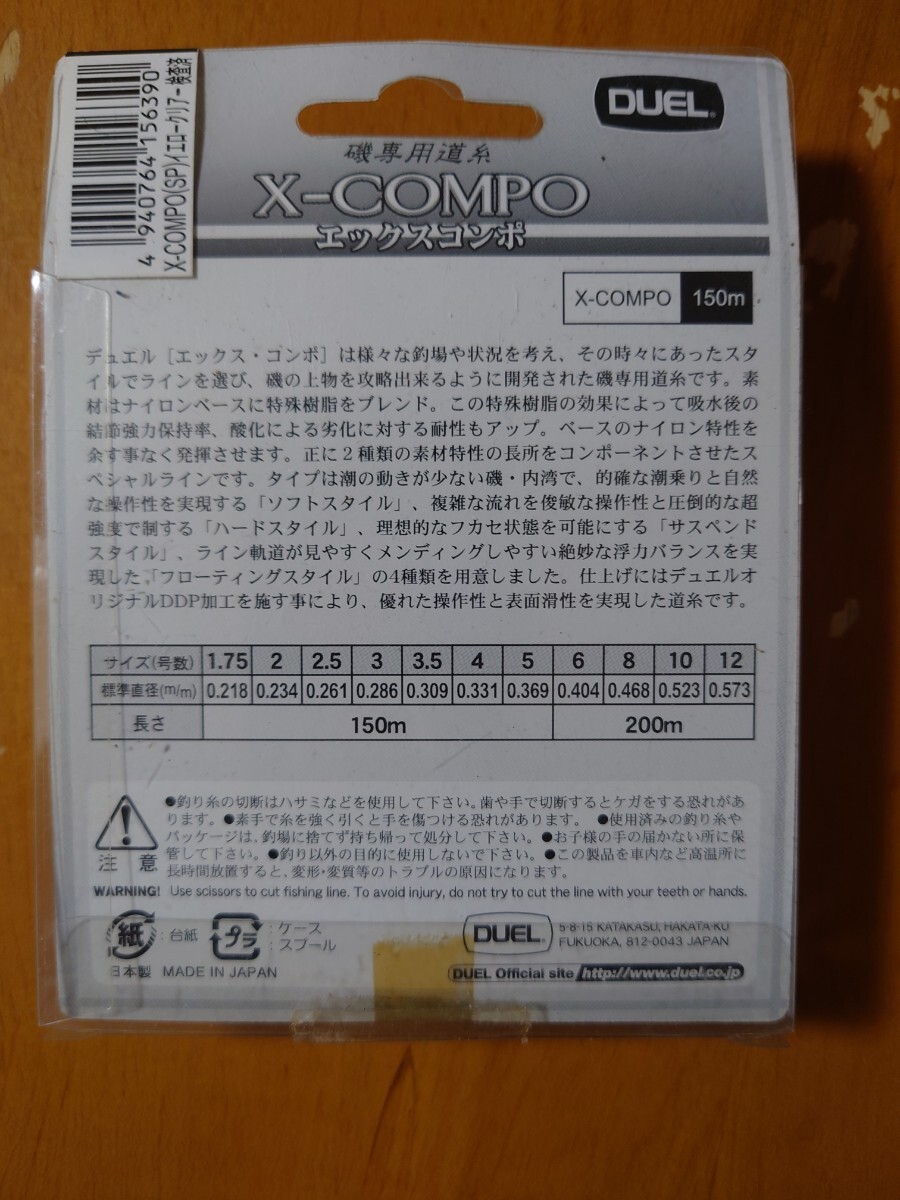 4 940764 156390
X-COMPO(SP)イエロークリアー 検査済
DUEL®
磯専用道糸
X-COMPO
エックスコンポ
X-COMPO 150m
デュエル［エックス・コンポ］は様々な釣場や状況を考え、その時々にあったスタ
イルでラインを選び、磯の上物を攻略出来るように開発された磯専用道糸です。素
材はナイロンベースに特殊樹脂をブレンド。この特殊樹脂の効果によって吸水後の
結節強力保持率、酸化による劣化に対する耐性もアップ。ベースのナイロン特性を
余す事なく発揮させます。正に２種類の素材特性の長所をコンポーネントさせたス
ペシャルラインです。タイプは潮の動きが少ない磯・内湾で、的確な潮乗りと自然
な操作性を実現する「ソフトスタイル」、複雑な流れを俊敏な操作性と圧倒的な超
強度で制する「ハードスタイル」、理想的なフカセ状態を可能にする「サスペンド
スタイル」、ライン軌道が見やすくメンディングしやすい絶妙な浮力バランスを実
現した「フローティングスタイル」の4種類を用意しました。仕上げにはデュエルオ
リジナルDDP加工を施す事により、優れた操作性と表面滑性を実現した道糸です。
サイズ(号数) 1.75 2 2.5 3 3.5 4 5 6 8 10 12
標準直径(m/m) 0.218 0.234 0.261 0.286 0.309 0.331 0.369 0.404 0.468 0.523 0.573
長さ 150m 200m
●釣り糸の切断はハサミなどを使用して下さい。歯や手で切断するとケガをする恐れがあ
ります。●素手で糸を強く引くと手を傷つける恐れがあります。●使用済みの釣り糸や
パッケージは、釣場に捨てず持ち帰って処分して下さい。●お子様の手の届かない所に保
管して下さい。●釣り以外の目的に使用しないで下さい。●この製品を車内など高温所に
長時間放置すると、変形・変質等のトラブルの原因になります。
注意
WARNING! Use scissors to cut fishing line. To avoid injury, do not try to cut the line with your teeth or hands.
紙 : 台紙
プラ : ケース
スプール
DUEL®
5-8-15 KATAKASU, HAKATA-KU
FUKUOKA, 812-0043 JAPAN
日本製 MADE IN JAPAN
DUEL Official site http://www.duel.co.jp